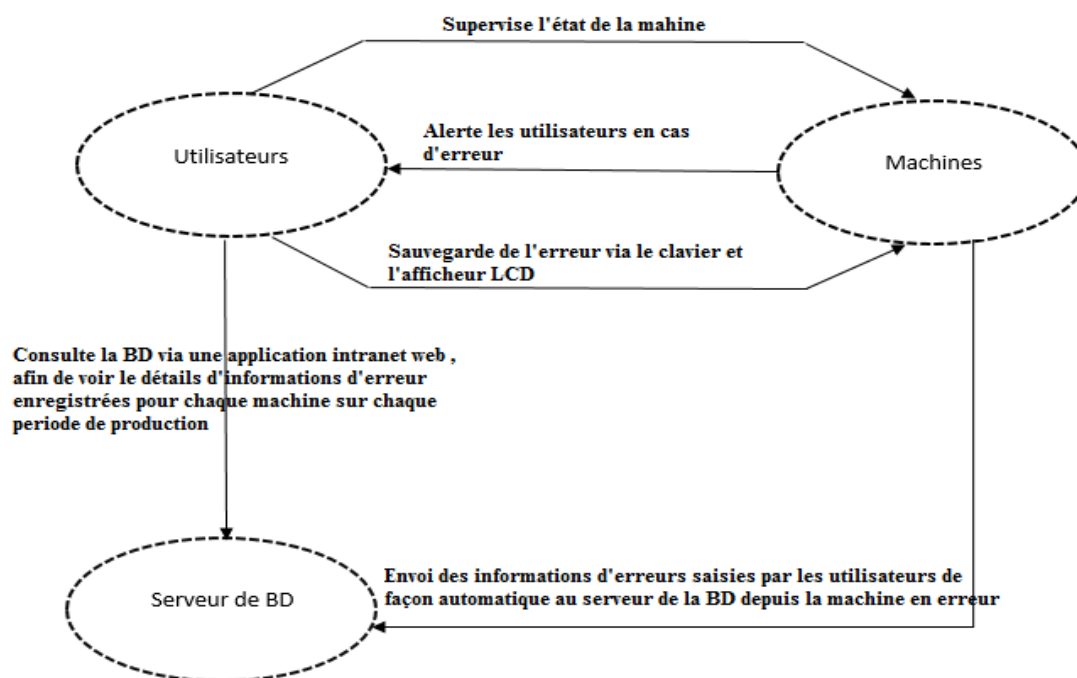 Supervise l'état de la mahine
Alerte les utilisateurs en cas
d'erreur
Utilisateurs
Machines
Sauvegarde de l'erreur via le clavier et
l'afficheur LCD
Consulte la BD via une application intranet web ,
afin de voir le détails d'informations d'erreur
enregistrées pour chaque machine sur chaque
periode de production
Envoi des informations d'erreurs saisies par les utilisateurs de
façon automatique au serveur de la BD depuis la machine en erreur
Serveur de BD